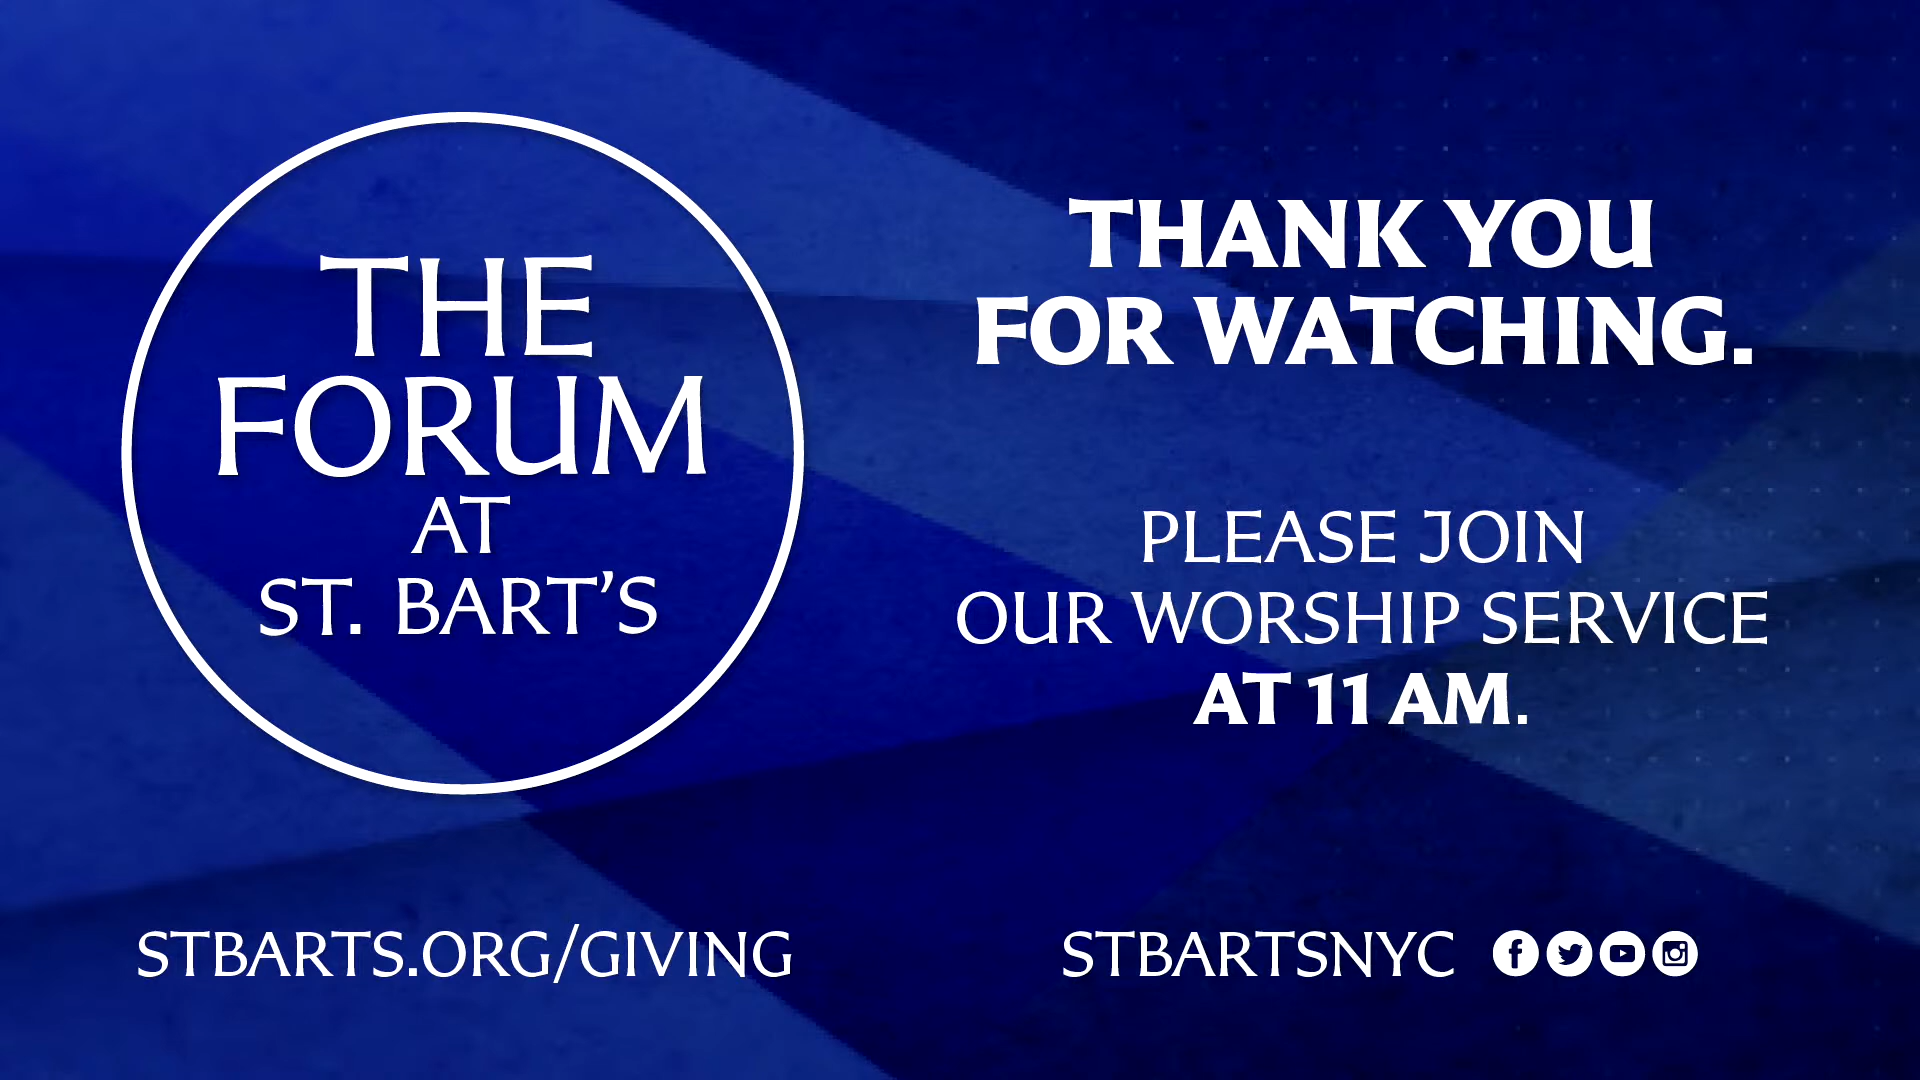 THE
FORUM
AT
ST. BART’S
THANK YOU
FOR WATCHING.
PLEASE JOIN
OUR WORSHIP SERVICE
AT 11 AM.
STBARTS.ORG/GIVING
STBARTSNYC